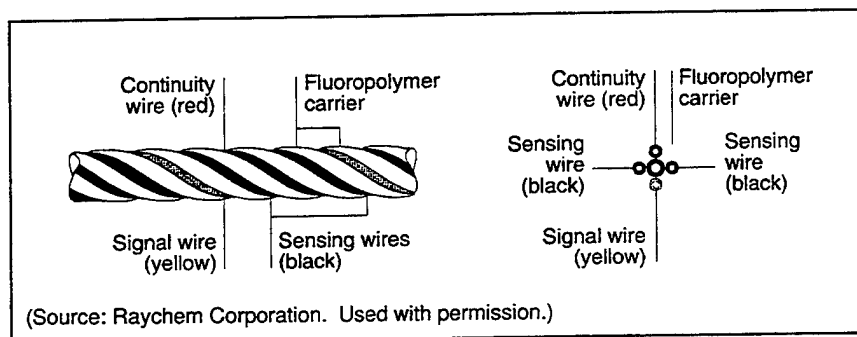 Continuity
wire (red)
Fluoropolymer
carrier
Signal wire
(yellow)
Sensing wires
(black)
Continuity
wire (red)
Fluoropolymer
carrier
Sensing
wire
(black)
Sensing
wire
(black)
Signal wire
(yellow)
(Source: Raychem Corporation. Used with permission.)